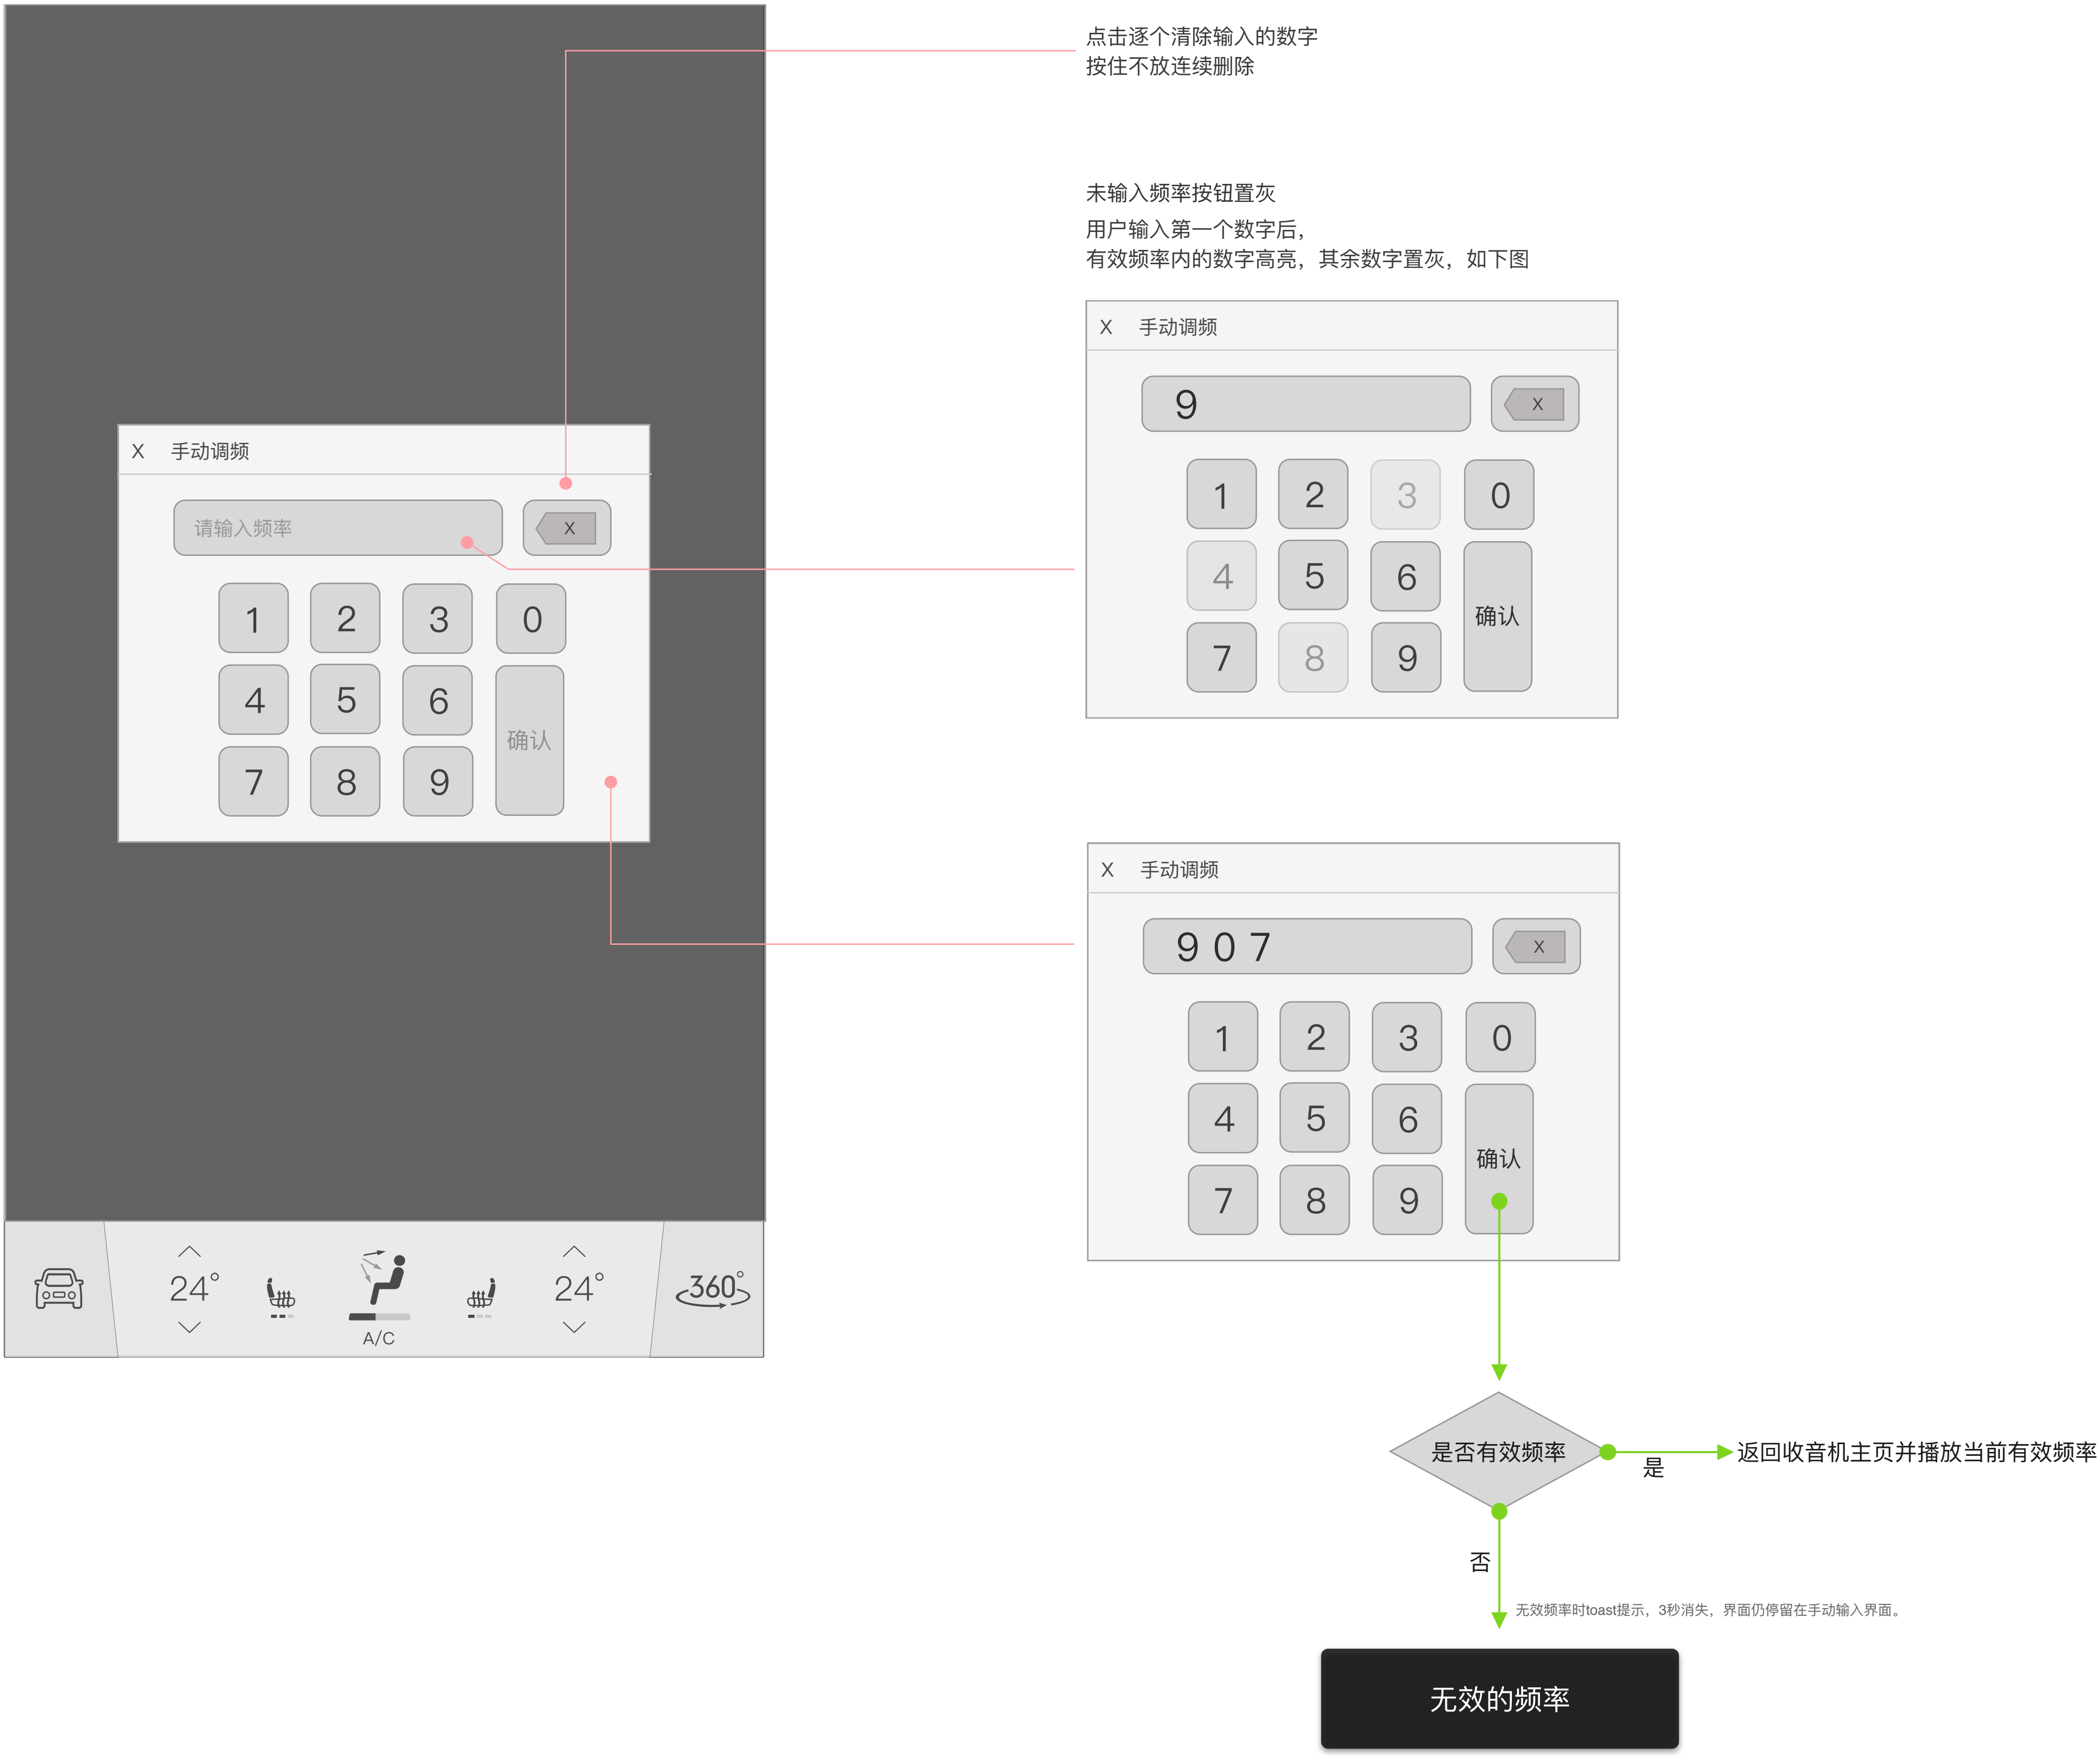 点击逐个清除输入的数字
按住不放连续删除
未输入频率按钮置灰
用户输入第一个数字后，
有效频率内的数字高亮，其余数字置灰，如下图
X 手动调频
请输入频率 X
1 2 3 0
4 5 6
确认
7 8 9
24° 24° 360°
A/C
X 手动调频
9 X
1 2 3 0
4 5 6
确认
7 8 9
X 手动调频
9 0 7 X
1 2 3 0
4 5 6
确认
7 8 9
是否有效频率
是
返回收音机主页并播放当前有效频率
否
无效频率时toast提示，3秒消失，界面仍停留在手动输入界面。
无效的频率